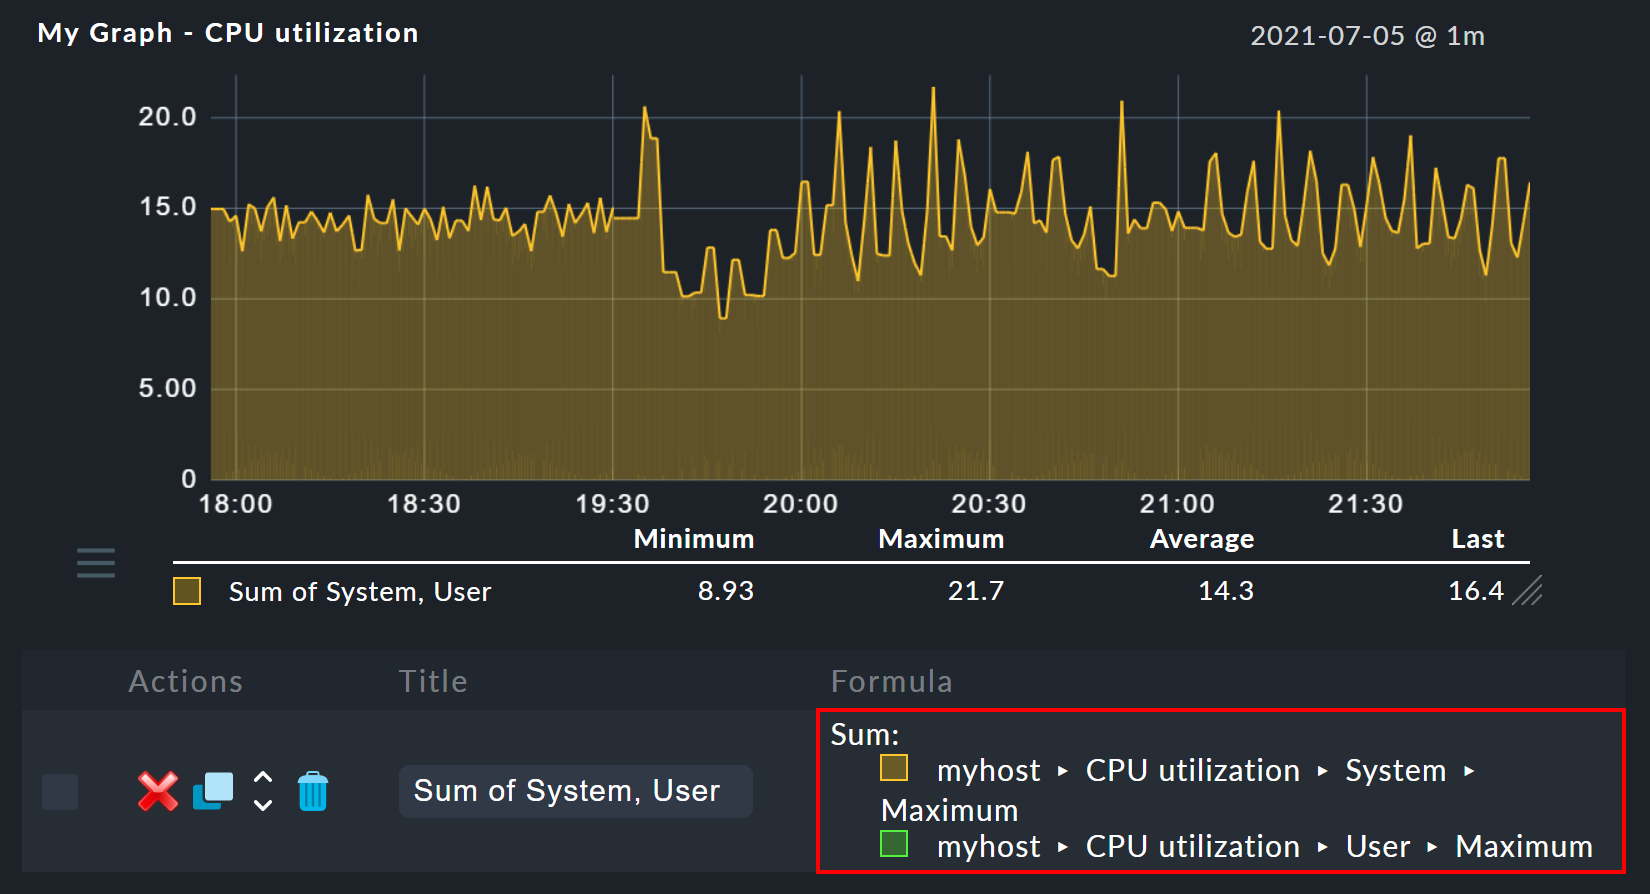 My Graph - CPU utilization
2021-07-05 @ 1m
20.0
15.0
10.0
5.00
0
18:00 18:30 19:30 20:00 20:30 21:00 21:30
Minimum Maximum Average Last
Sum of System, User 8.93 21.7 14.3 16.4
Actions Title Formula
Sum of System, User
Sum:
myhost ▸ CPU utilization ▸ System ▸
Maximum
myhost ▸ CPU utilization ▸ User ▸ Maximum